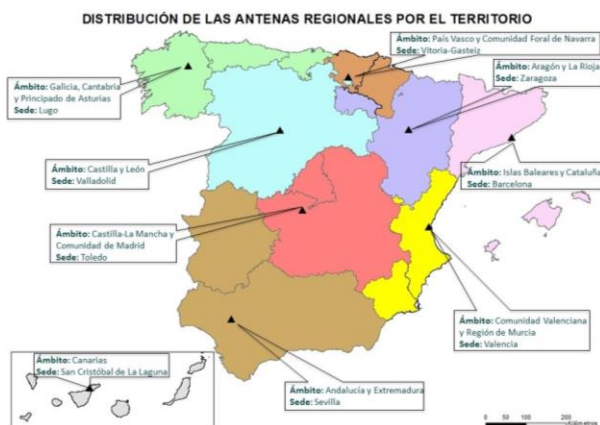 DISTRIBUCIÓN DE LAS ANTENAS REGIONALES POR EL TERRITORIO
Ámbito: País Vasco y Comunidad Foral de Navarra
Sede: Vitoria-Gasteiz
Ámbito: Aragón y La Rioja
Sede: Zaragoza
Ámbito: Galicia, Cantabria
y Principado de Asturias
Sede: Lugo
Ámbito: Castilla y León
Sede: Valladolid
Ámbito: Islas Baleares y Cataluña
Sede: Barcelona
Ámbito: Castilla-La Mancha y
Comunidad de Madrid
Sede: Toledo
Ámbito: Comunidad Valenciana
y Región de Murcia
Sede: Valencia
Ámbito: Canarias
Sede: San Cristóbal de La Laguna
Ámbito: Andalucía y Extremadura
Sede: Sevilla
0 50 100 200